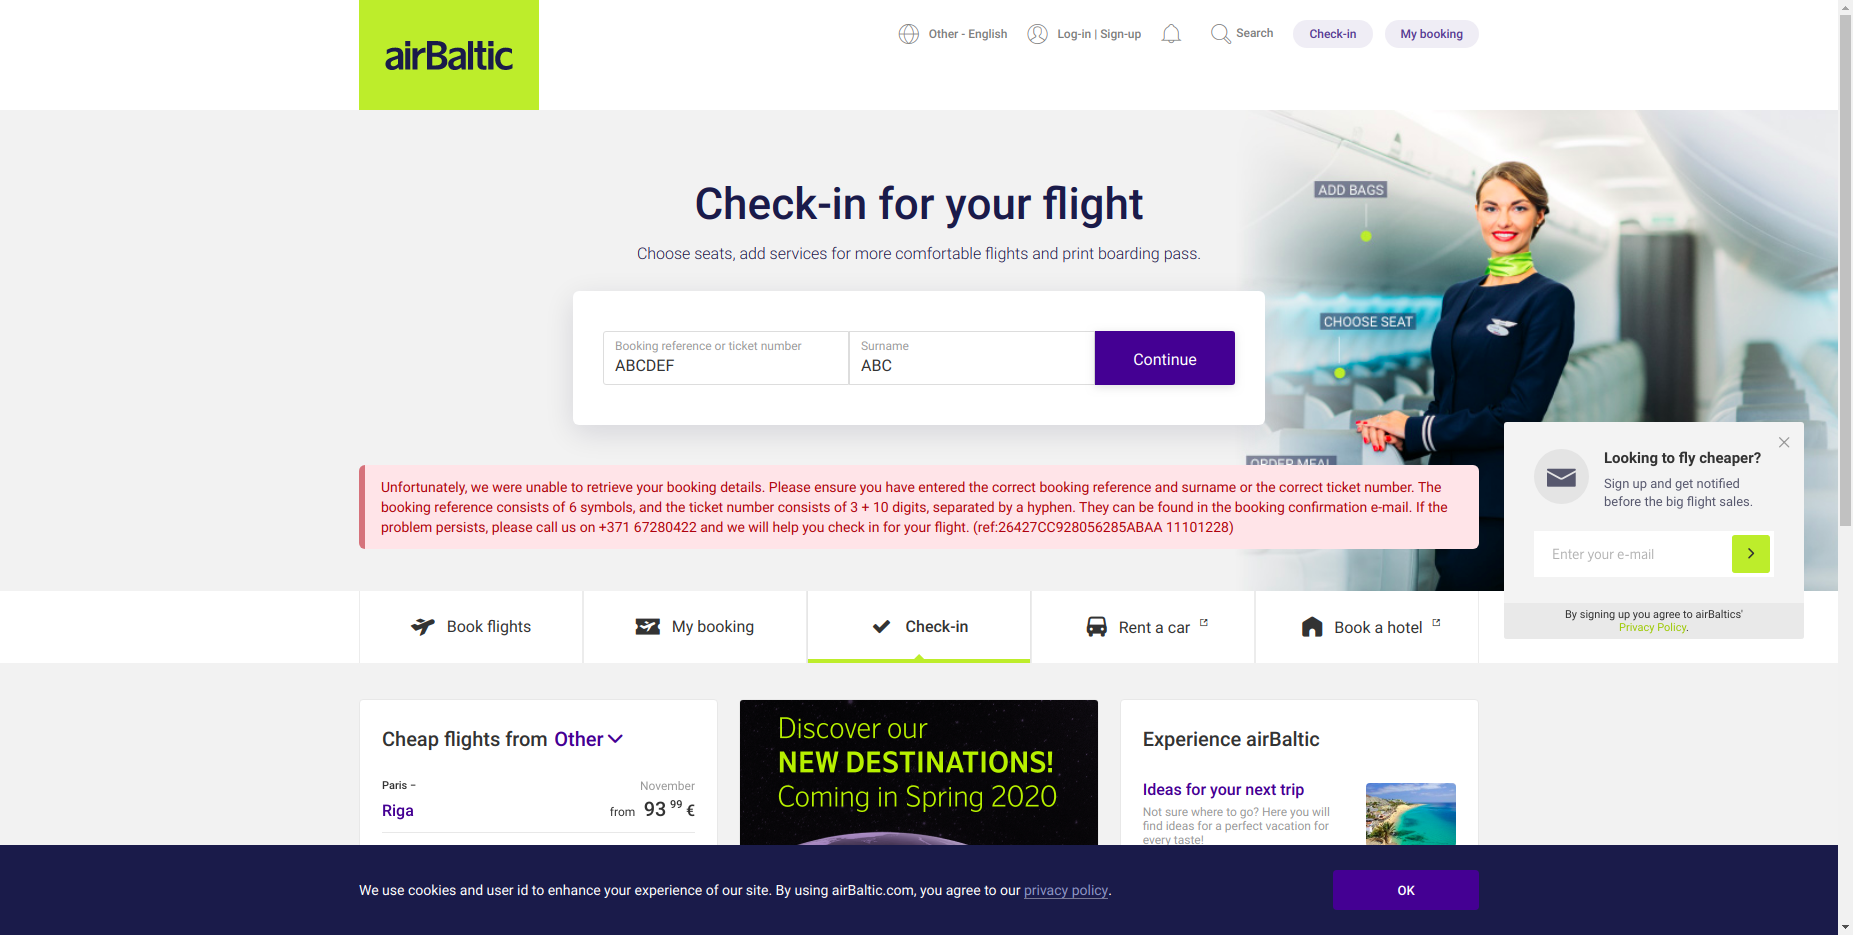 airBaltic
Other - English
Log-in | Sign-up
Search
Check-in
My booking
Check-in for your flight
Choose seats, add services for more comfortable flights and print boarding pass.
ADD BAGS
CHOOSE SEAT
ORDER MEAL
Booking reference or ticket number
ABCDEF
Surname
ABC
Continue
Unfortunately, we were unable to retrieve your booking details. Please ensure you have entered the correct booking reference and surname or the correct ticket number. The
booking reference consists of 6 symbols, and the ticket number consists of 3 + 10 digits, separated by a hyphen. They can be found in the booking confirmation e-mail. If the
problem persists, please call us on +371 67280422 and we will help you check in for your flight. (ref:26427CC928056285ABAA 11101228)
Looking to fly cheaper?
Sign up and get notified
before the big flight sales.
Enter your e-mail
By signing up you agree to airBaltics'
Privacy Policy.
Book flights
My booking
Check-in
Rent a car
Book a hotel
Cheap flights from Other
Paris –
November
Riga
from 93 99 €
Discover our
NEW DESTINATIONS!
Coming in Spring 2020
Experience airBaltic
Ideas for your next trip
Not sure where to go? Here you will
find ideas for a perfect vacation for
every taste!
We use cookies and user id to enhance your experience of our site. By using airBaltic.com, you agree to our privacy policy.
OK